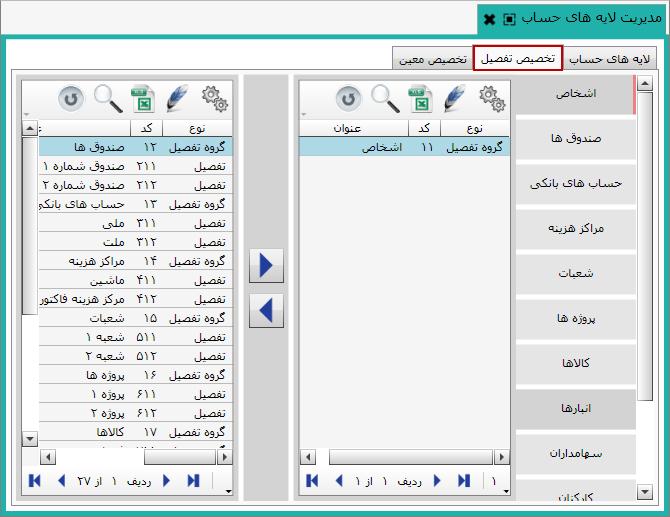 مدیریت لایه های حساب
لایه های حساب
تخصیص تفصیل
تخصیص معین
اشخاص
صندوق ها
حساب های بانکی
مراکز هزینه
شعبات
پروژه ها
کالاها
انبارها
سهامداران
کارکنان
نوع کد عنوان
گروه تفصیل ۱۱ اشخاص
۱ ردیف ۱ از ۱
نوع کد
گروه تفصیل ۱۲ صندوق ها
تفصیل ۲۱۱ صندوق شماره ۱
تفصیل ۲۱۲ صندوق شماره ۲
گروه تفصیل ۱۳ حساب های بانکی
تفصیل ۳۱۱ ملی
تفصیل ۳۱۲ ملت
گروه تفصیل ۱۴ مراکز هزینه
تفصیل ۴۱۱ ماشین
تفصیل ۴۱۲ مرکز هزینه فاکتور
گروه تفصیل ۱۵ شعبات
تفصیل ۵۱۱ شعبه ۱
تفصیل ۵۱۲ شعبه ۲
گروه تفصیل ۱۶ پروژه ها
تفصیل ۶۱۱ پروژه ۱
تفصیل ۶۱۲ پروژه ۲
گروه تفصیل ۱۷ کالاها
ردیف ۱ از ۲۷